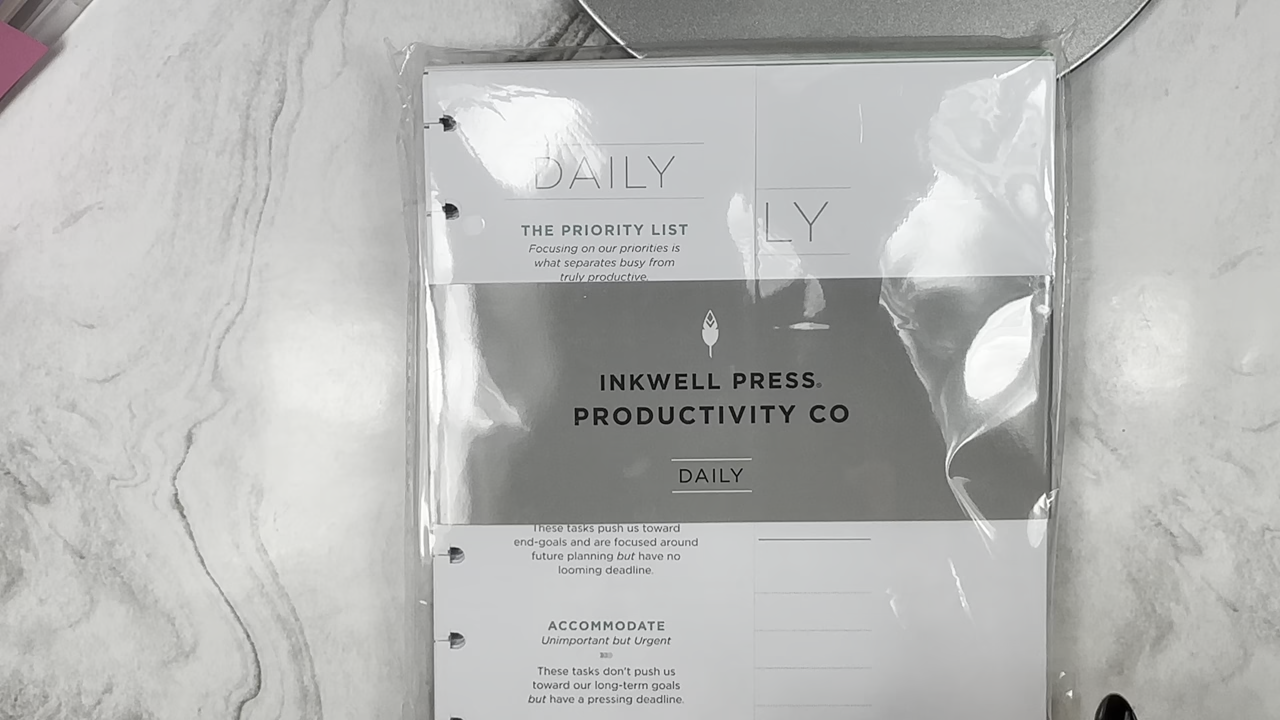 DAILY
LY
THE PRIORITY LIST
Focusing on our priorities is
what separates busy from
truly productive.
INKWELL PRESS®
PRODUCTIVITY CO
DAILY
These tasks push us toward
end-goals and are focused around
future planning but have no
looming deadline.
ACCOMMODATE
Unimportant but Urgent
These tasks don't push us
toward our long-term goals
but have a pressing deadline.